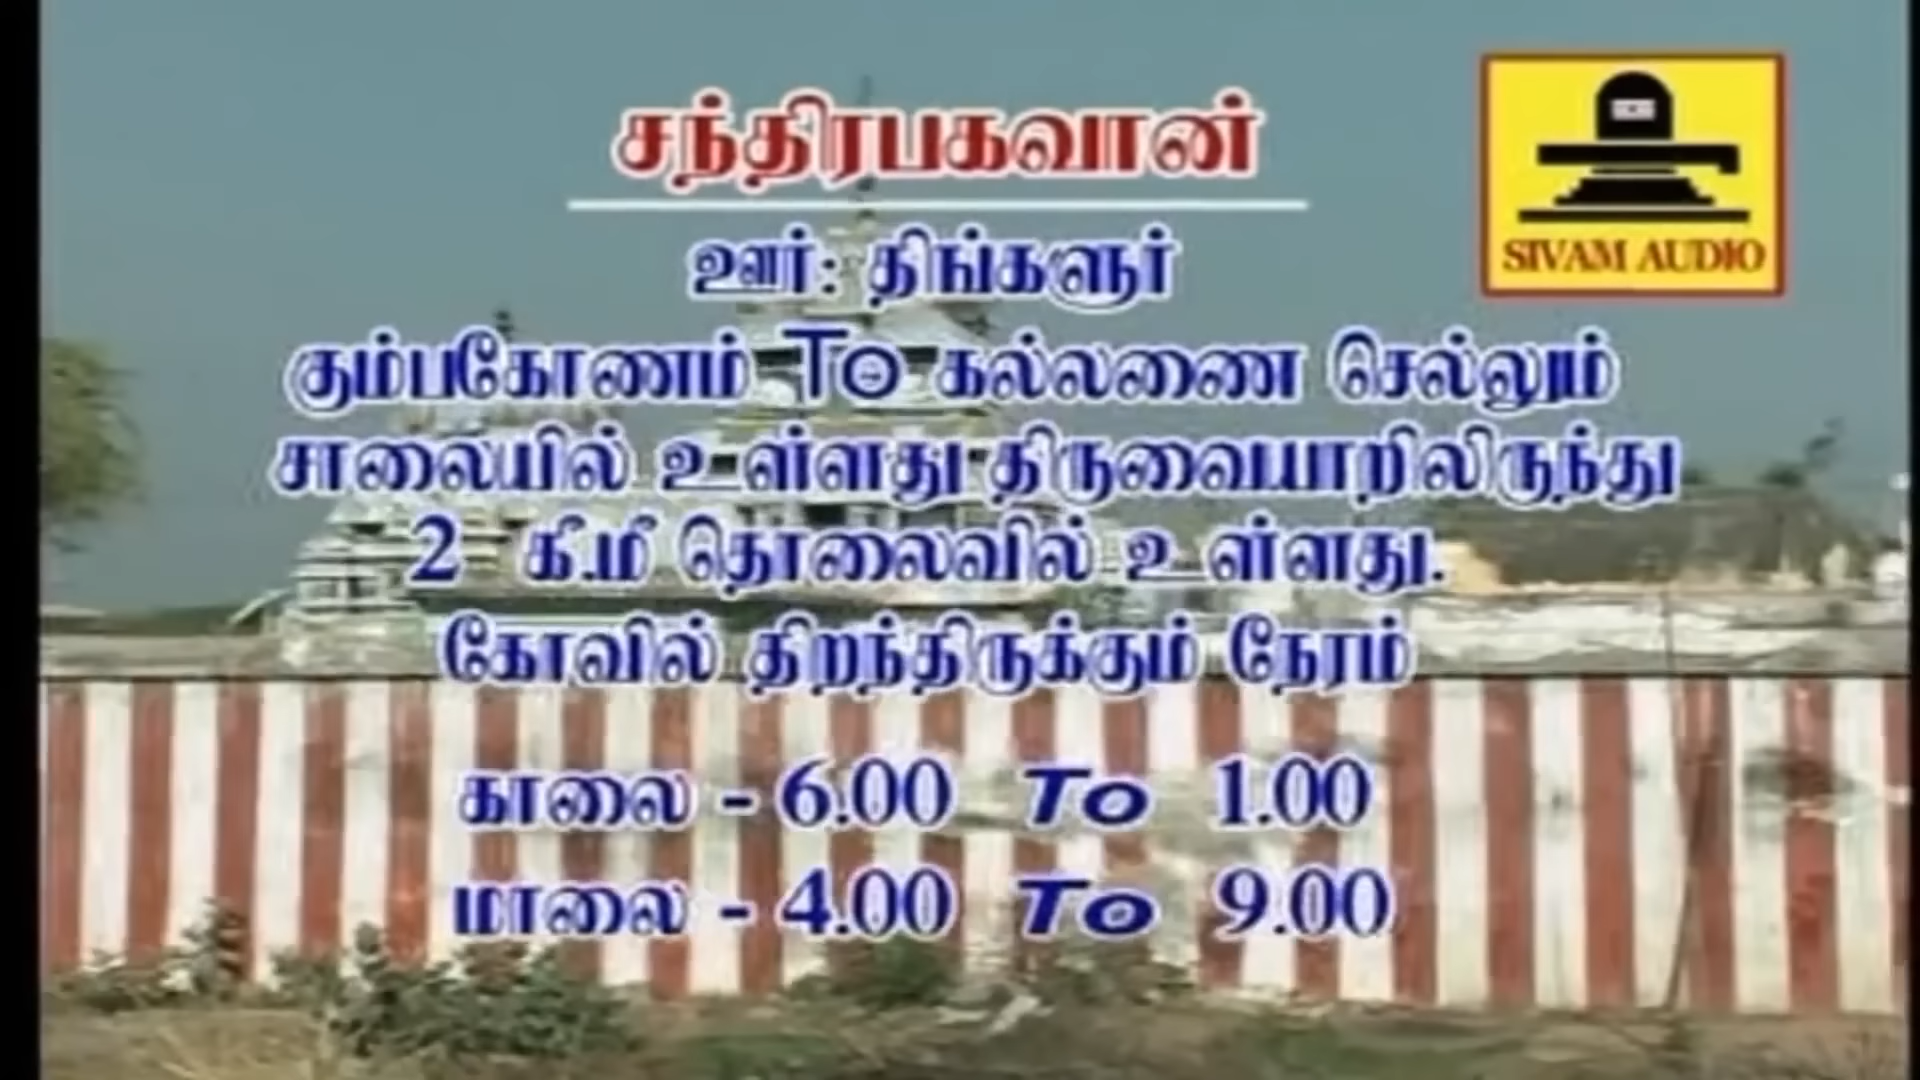 சந்திரபகவான்
SIVAM AUDIO
ஊர்: திங்களுர்
கும்பகோணம் To கல்லணை செல்லும்
சாலையில் உள்ளது திருவையாறிலிருந்து
2 கீ.மீ தொலைவில் உள்ளது.
கோவில் திறந்திருக்கும் நேரம்
காலை - 6.00 To 1.00
மாலை - 4.00 To 9.00